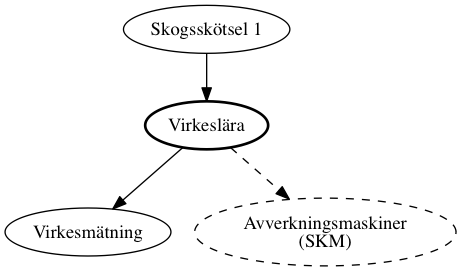 Skogsskötsel 1
Virkeslära
Virkesmätning
Avverkningsmaskiner
(SKM)